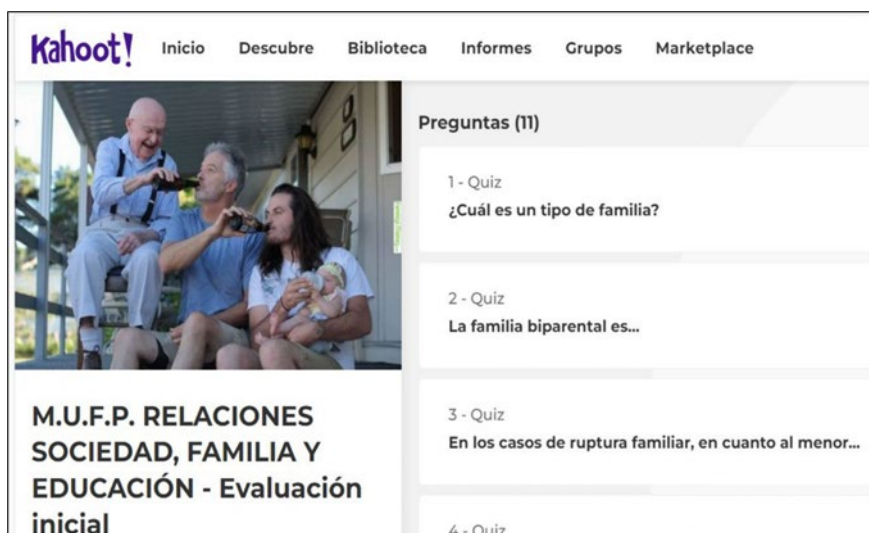 Kahoot! Inicio Descubre Biblioteca Informes Grupos Marketplace
M.U.F.P. RELACIONES
SOCIEDAD, FAMILIA Y
EDUCACIÓN - Evaluación
inicial
Preguntas (11)
1 - Quiz
¿Cuál es un tipo de familia?
2 - Quiz
La familia biparental es...
3 - Quiz
En los casos de ruptura familiar, en cuanto al menor...
4 - Quiz